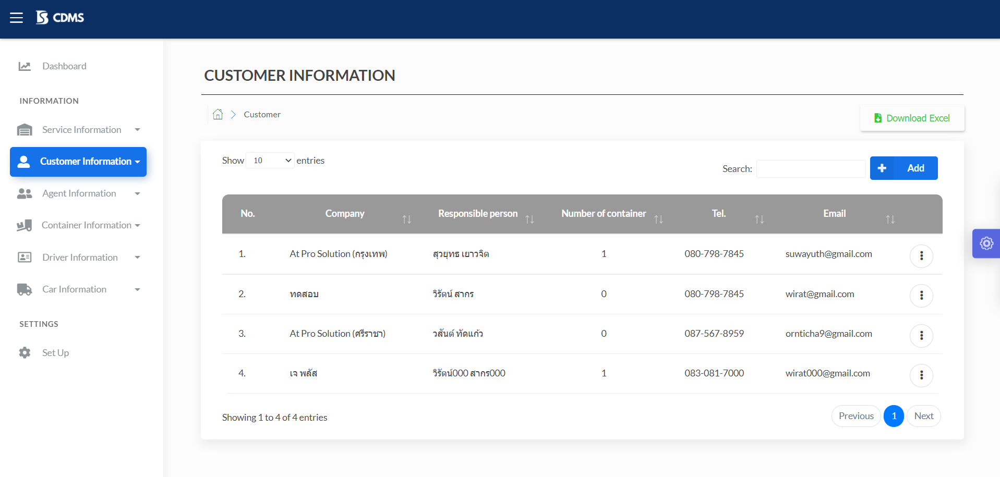 CDMS
Dashboard
INFORMATION
Service Information
Customer Information
Agent Information
Container Information
Driver Information
Car Information
SETTINGS
Set Up
CUSTOMER INFORMATION
Customer
Download Excel
Show 10 entries
Search:
Add
No. Company Responsible person Number of container Tel. Email
1. At Pro Solution (กรุงเทพ) สุวยุทธ เยาวจิต 1 080-798-7845 suwayuth@gmail.com
2. ทดสอบ วิรัตน์ สากร 0 080-798-7845 wirat@gmail.com
3. At Pro Solution (ศรีราชา) วสันต์ ทัดแก้ว 0 087-567-8959 ornticha9@gmail.com
4. เจ พลัส วิรัตน์000 สากร000 1 083-081-7000 wirat000@gmail.com
Showing 1 to 4 of 4 entries
Previous 1 Next